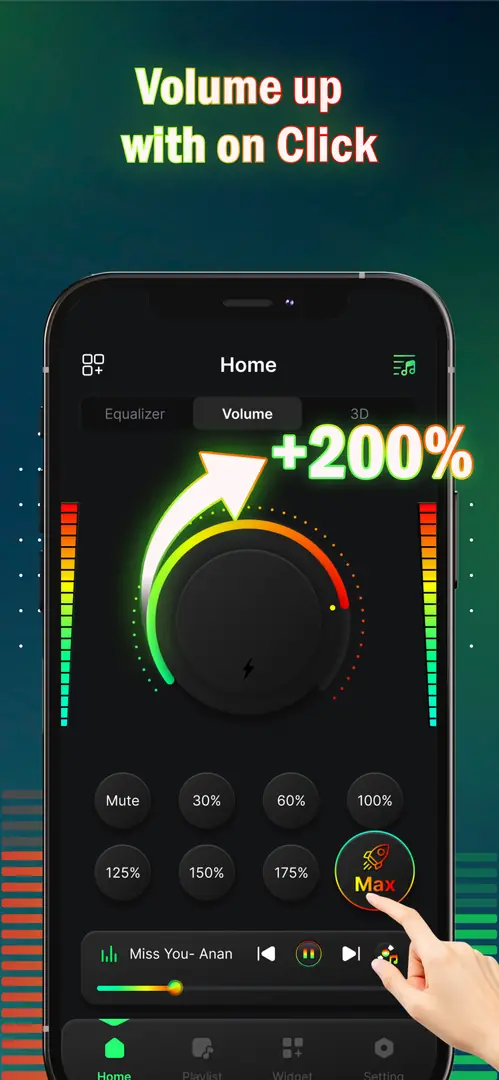 Volume up
with on Click
Home
Equalizer Volume 3D
+200%
Mute 30% 60% 100%
125% 150% 175% Max
Miss You- Anan
Home Playlist Widget Setting